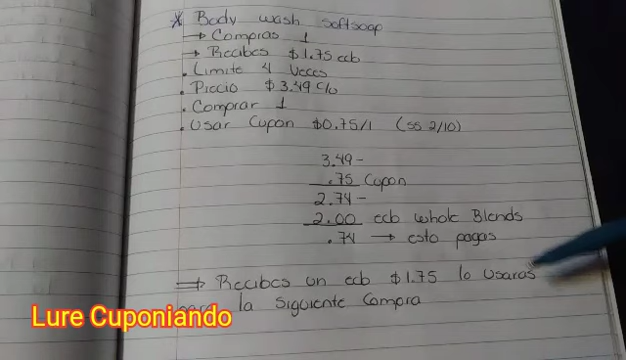 * Body wash softsoap
→ Compras 1
→ Recibes $1.75 ecb
. Limite 4 Veces
. Precio $3.49 c/o
. Comprar 1
. Usar Cupon $0.75/1 (SS 2/10)
3.49 -
.75 Cupon
2.74 -
2.00 ecb Whole Blends
.74 → esto pagas
⇒ Recibes un ecb $1.75 lo usaras
para la siguiente Compra
Lure Cuponiando